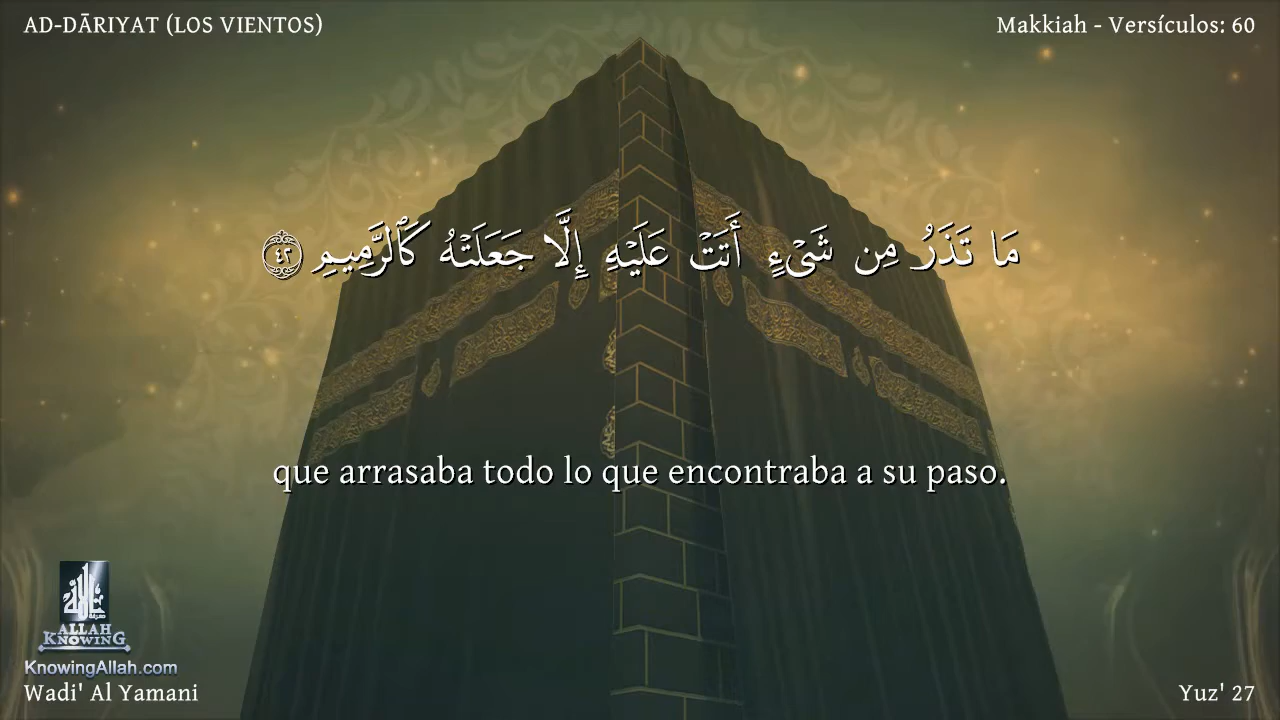 AD-DĀRIYAT (LOS VIENTOS)
Makkiah - Versículos: 60
مَا تَذَرُ مِن شَىْءٍ أَتَتْ عَلَيْهِ إِلَّا جَعَلَتْهُ كَٱلرَّمِيمِ ٤٢
que arrasaba todo lo que encontraba a su paso.
ALLAH
KNOWING
KnowingAllah.com
Wadi' Al Yamani
Yuz' 27